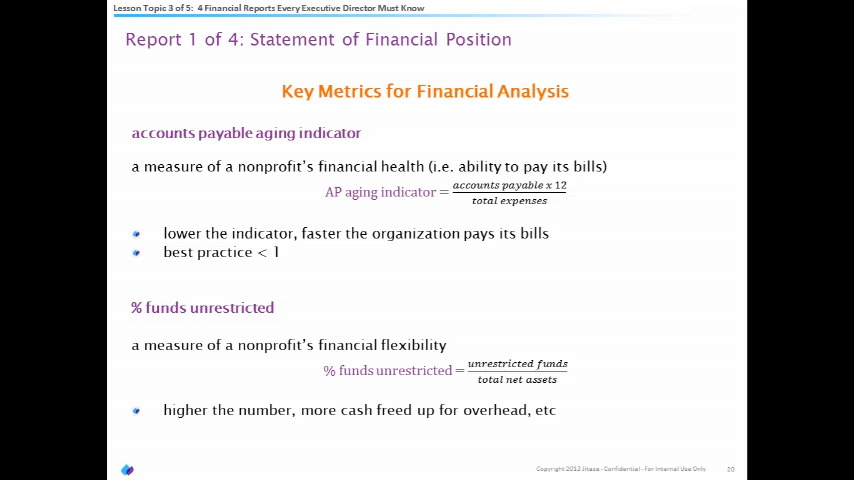 Lesson Topic 3 of 5: 4 Financial Reports Every Executive Director Must Know
Report 1 of 4: Statement of Financial Position
Key Metrics for Financial Analysis
accounts payable aging indicator
a measure of a nonprofit's financial health (i.e. ability to pay its bills)
AP aging indicator = accounts payable x 12 / total expenses
lower the indicator, faster the organization pays its bills
best practice < 1
% funds unrestricted
a measure of a nonprofit's financial flexibility
% funds unrestricted = unrestricted funds / total net assets
higher the number, more cash freed up for overhead, etc
Copyright 2013 Jitasa - Confidential - For Internal Use Only 20